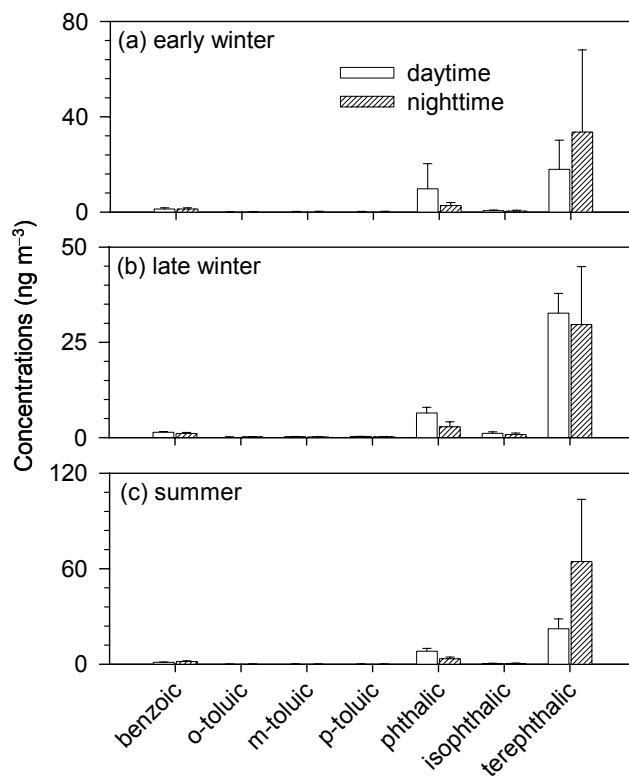 (a) early winter
daytime
nighttime
80
40
0
(b) late winter
50
25
0
(c) summer
120
60
0
Concentrations (ng m⁻³)
benzoic
o-toluic
m-toluic
p-toluic
phthalic
isophthalic
terephthalic